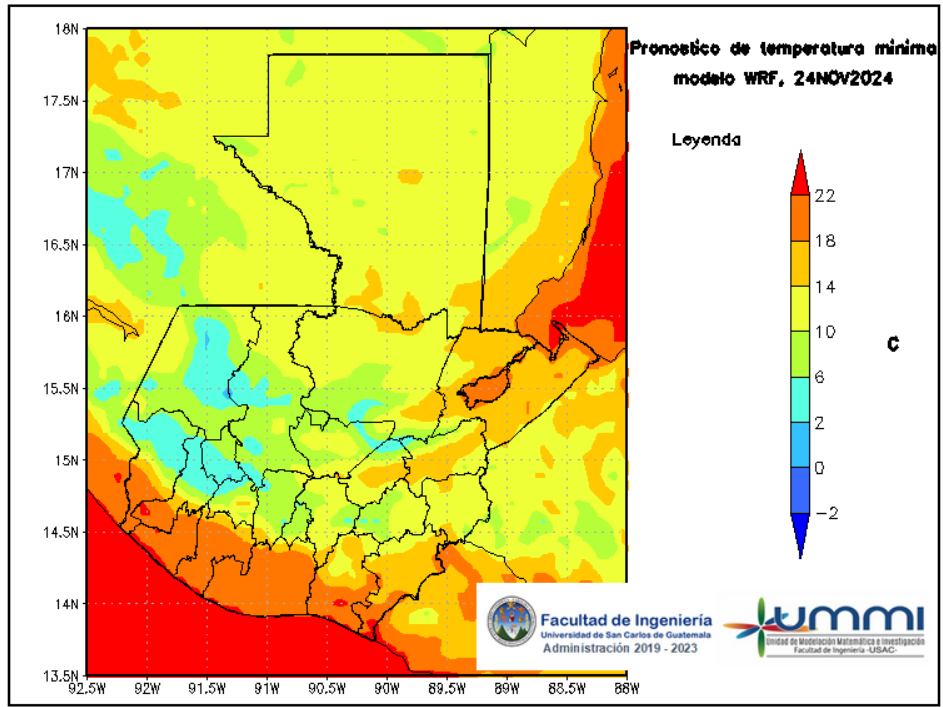 Pronostico de temperatura minima
modelo WRF, 24NOV2024
Leyenda
22
18
14
10
6
2
0
-2
C
18N
17.5N
17N
16.5N
16N
15.5N
15N
14.5N
14N
13.5N
92.5W 92W 91.5W 91W 90.5W 90W 89.5W 89W 88.5W 88W
Facultad de Ingeniería
Universidad de San Carlos de Guatemala
Administración 2019 - 2023
UMMI
Unidad de Modelación Matemática e Investigación
Facultad de Ingeniería -USAC-